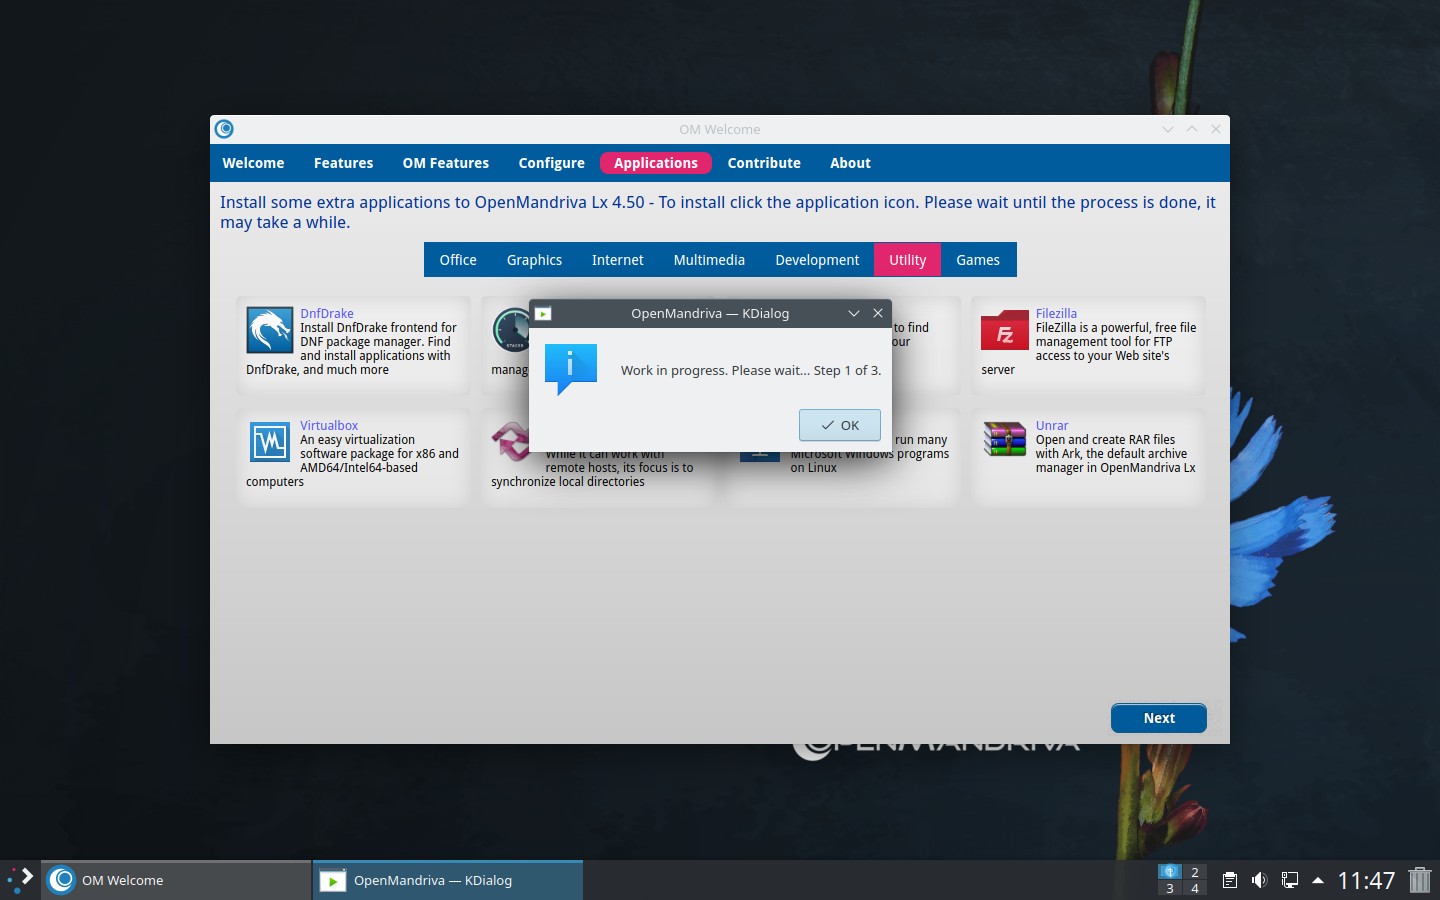 OM Welcome
Welcome
Features
OM Features
Configure
Applications
Contribute
About
Install some extra applications to OpenMandriva Lx 4.50 - To install click the application icon. Please wait until the process is done, it
may take a while.
Office
Graphics
Internet
Multimedia
Development
Utility
Games
DnfDrake
Install DnfDrake frontend for
DNF package manager. Find
and install applications with
DnfDrake, and much more
STACER
manag
to find
our
Filezilla
FileZilla is a powerful, free file
management tool for FTP
access to your Web site's
server
OpenMandriva — KDialog
Work in progress. Please wait... Step 1 of 3.
OK
Virtualbox
An easy virtualization
software package for x86 and
AMD64/Intel64-based
computers
While it can work with
remote hosts, its focus is to
synchronize local directories
run many
Microsoft Windows programs
on Linux
Unrar
Open and create RAR files
with Ark, the default archive
manager in OpenMandriva Lx
Next
OPENMANDRIVA
OM Welcome
OpenMandriva — KDialog
1
2
3
4
11:47